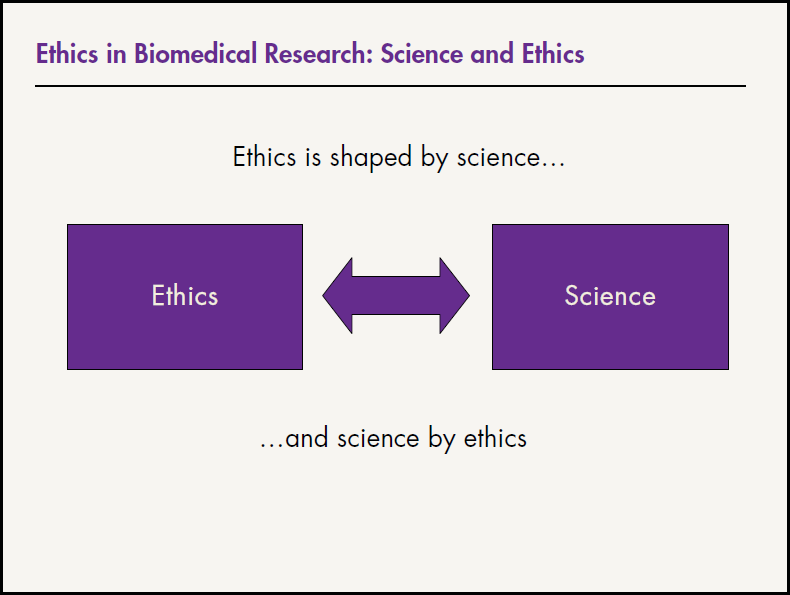 Ethics in Biomedical Research: Science and Ethics
Ethics is shaped by science…
Ethics
Science
…and science by ethics